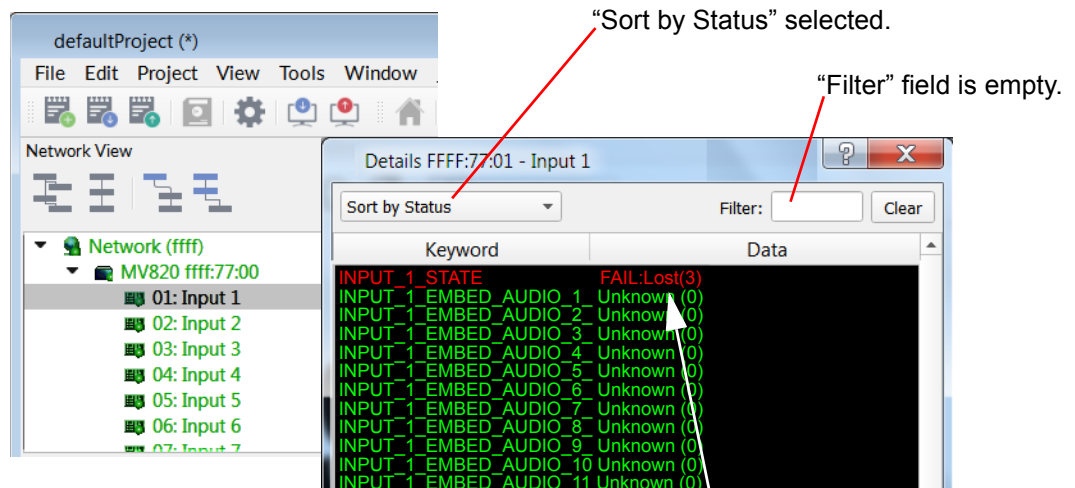 “Sort by Status” selected.
“Filter” field is empty.
defaultProject (*)
File Edit Project View Tools Window
Network View
Details FFFF:77:01 - Input 1
Sort by Status
Filter:
Clear
Keyword Data
Network (ffff)
MV820 ffff:77:00
01: Input 1
02: Input 2
03: Input 3
04: Input 4
05: Input 5
06: Input 6
07: Input 7
INPUT_1_STATE FAIL:Lost(3)
INPUT_1_EMBED_AUDIO_1_ Unknown (0)
INPUT_1_EMBED_AUDIO_2_ Unknown (0)
INPUT_1_EMBED_AUDIO_3_ Unknown (0)
INPUT_1_EMBED_AUDIO_4_ Unknown (0)
INPUT_1_EMBED_AUDIO_5_ Unknown (0)
INPUT_1_EMBED_AUDIO_6_ Unknown (0)
INPUT_1_EMBED_AUDIO_7_ Unknown (0)
INPUT_1_EMBED_AUDIO_8_ Unknown (0)
INPUT_1_EMBED_AUDIO_9_ Unknown (0)
INPUT_1_EMBED_AUDIO_10 Unknown (0)
INPUT_1_EMBED_AUDIO_11 Unknown (0)